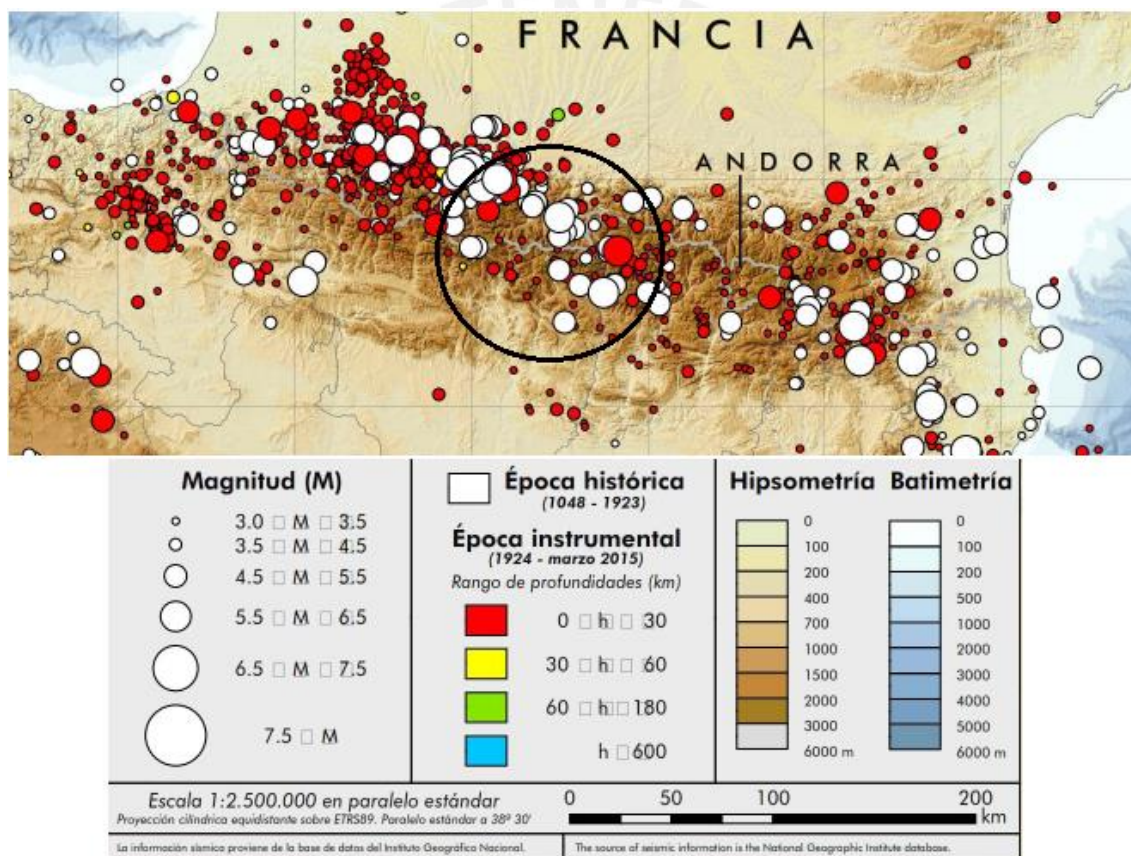 FRANCIA
ANDORRA
Magnitud (M)
3.0 □ M □ 3.5
3.5 □ M □ 4.5
4.5 □ M □ 5.5
5.5 □ M □ 6.5
6.5 □ M □ 7.5
7.5 □ M
Época histórica
(1048 - 1923)
Época instrumental
(1924 - marzo 2015)
Rango de profundidades (km)
0 □ h □ 30
30 □ h □ 60
60 □ h □ 180
h □ 600
Hipsometría
0
100
200
400
700
1000
1500
2000
3000
6000 m
Batimetría
0
100
200
500
1000
2000
3000
4000
5000
6000 m
Escala 1:2.500.000 en paralelo estándar
Proyección cilíndrica equidistante sobre ETRS89. Paralelo estándar a 38º 30'
0 50 100 200
km
La información sísmica proviene de la base de datos del Instituto Geográfico Nacional.
The source of seismic information is the National Geographic Institute database.